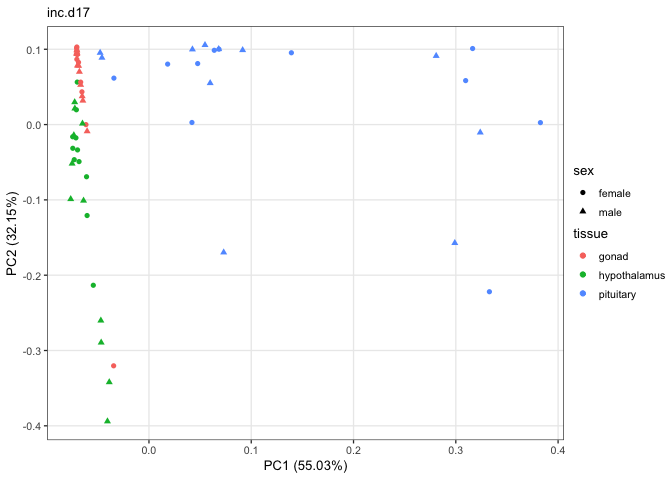 inc.d17
0.1
0.0
-0.1
-0.2
-0.3
-0.4
PC2 (32.15%)
0.0
0.1
0.2
0.3
0.4
PC1 (55.03%)
sex
female
male
tissue
gonad
hypothalamus
pituitary